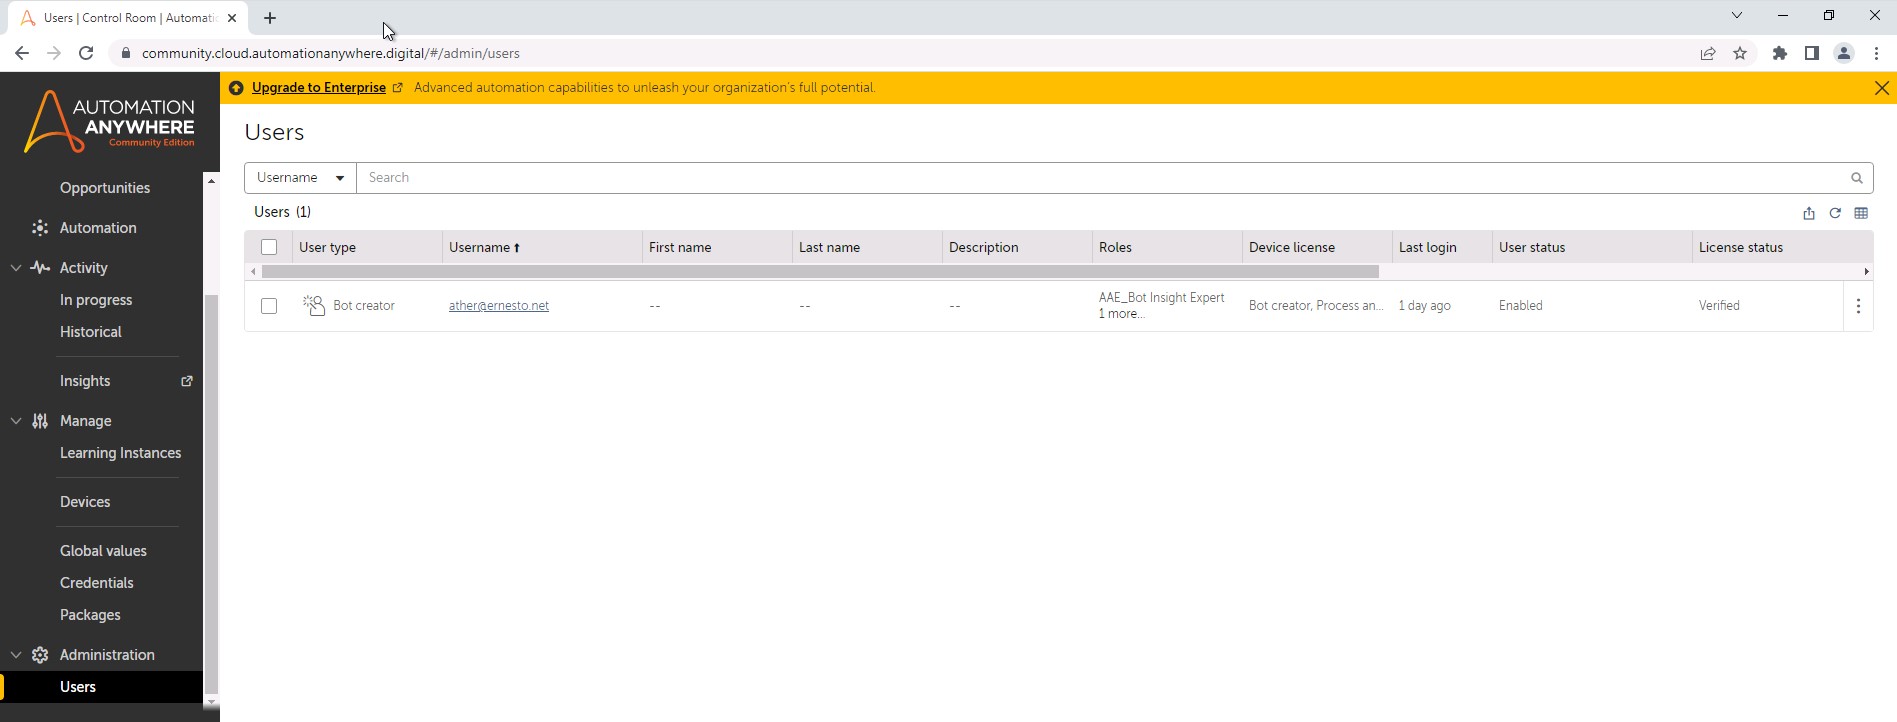 Users | Control Room | Automatic
community.cloud.automationanywhere.digital/#/admin/users
Upgrade to Enterprise Advanced automation capabilities to unleash your organization's full potential.
AUTOMATION
ANYWHERE
Community Edition
Opportunities
Automation
Activity
In progress
Historical
Insights
Manage
Learning Instances
Devices
Global values
Credentials
Packages
Administration
Users
Users
Username Search
Users (1)
User type Username First name Last name Description Roles Device license Last login User status License status
Bot creator ather@ernesto.net -- -- -- AAE_Bot Insight Expert Bot creator, Process an... 1 day ago Enabled Verified
1 more...